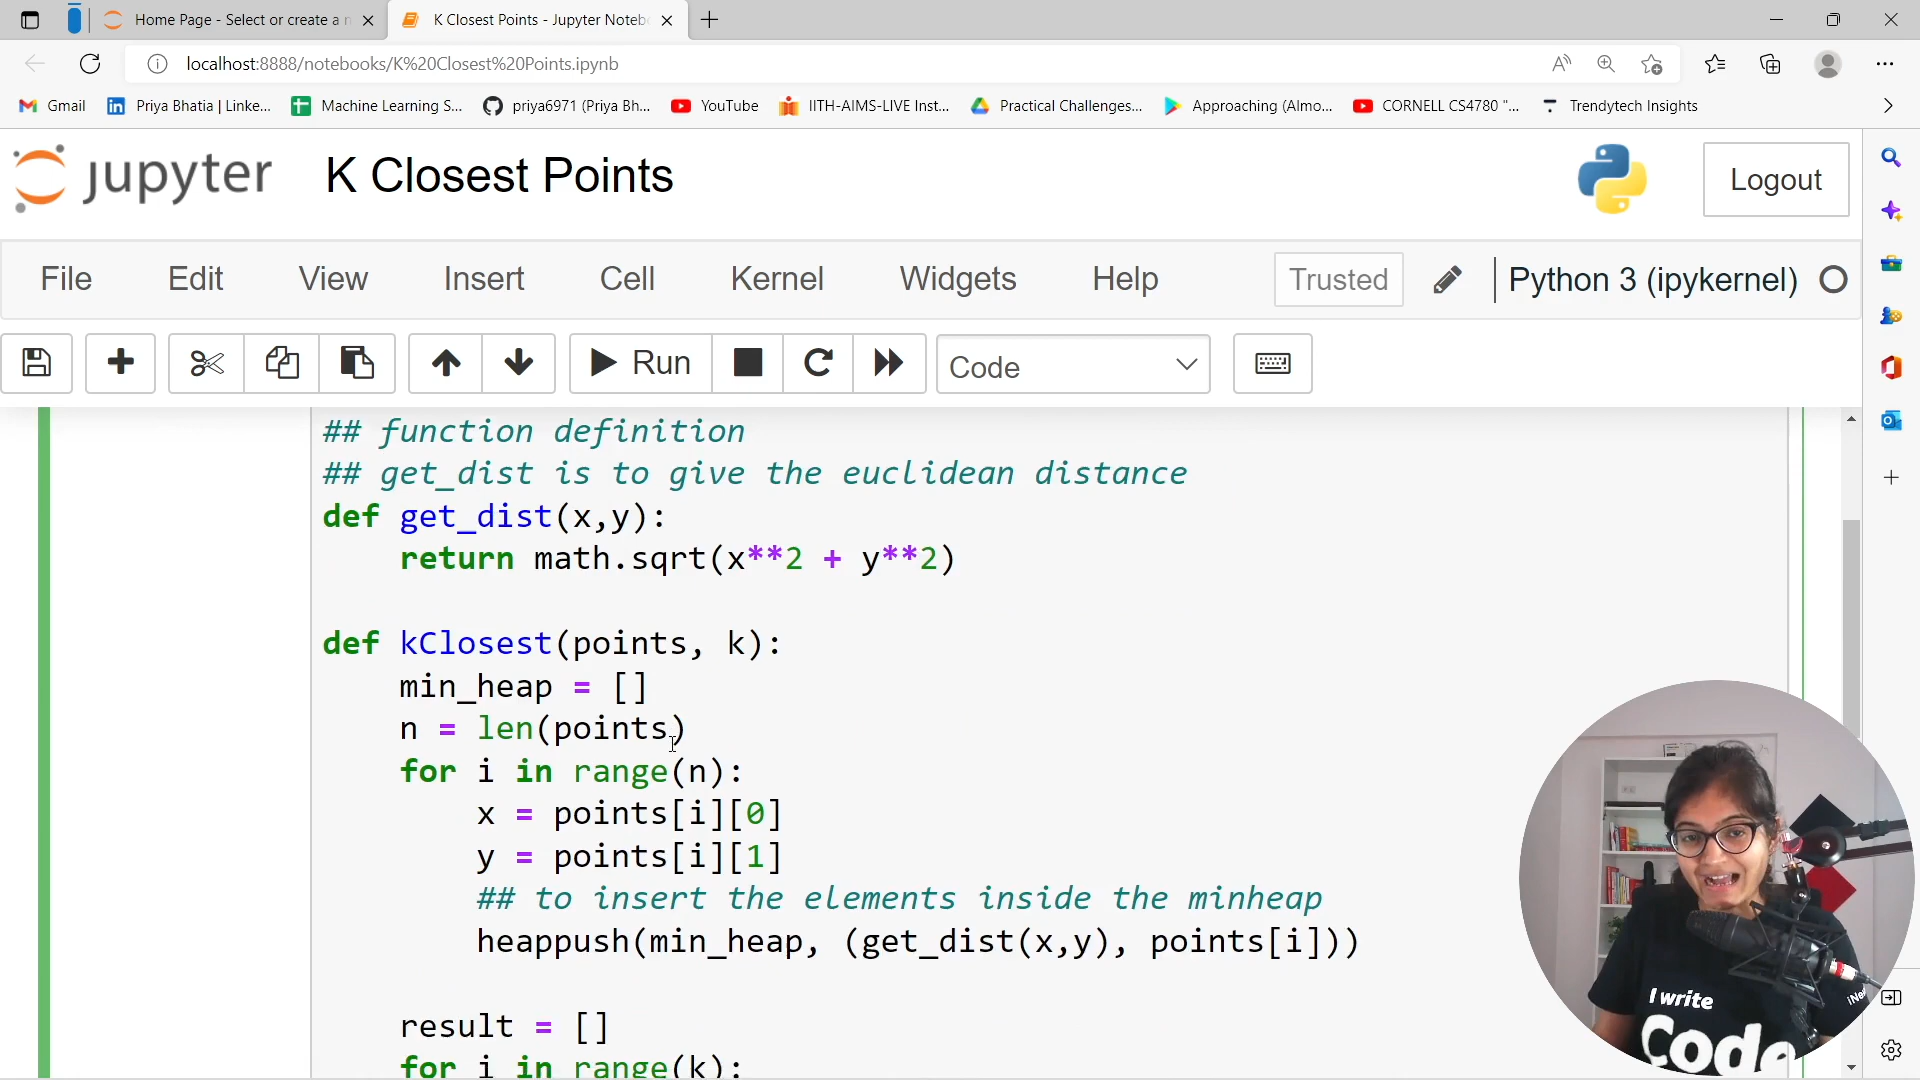 Home Page - Select or create a n
K Closest Points - Jupyter Noteb
localhost:8888/notebooks/K%20Closest%20Points.ipynb
Gmail
Priya Bhatia | Linke...
Machine Learning S...
priya6971 (Priya Bh...
YouTube
IITH-AIMS-LIVE Inst...
Practical Challenges...
Approaching (Almo...
CORNELL CS4780 "...
Trendytech Insights
jupyter
K Closest Points
Logout
File Edit View Insert Cell Kernel Widgets Help
Trusted
Python 3 (ipykernel)
Run
Code
## function definition
## get_dist is to give the euclidean distance
def get_dist(x,y):
    return math.sqrt(x**2 + y**2)
def kClosest(points, k):
    min_heap = []
    n = len(points)
    for i in range(n):
        x = points[i][0]
        y = points[i][1]
        ## to insert the elements inside the minheap
        heappush(min_heap, (get_dist(x,y), points[i]))
    result = []
    for i in range(k):
I write
Code